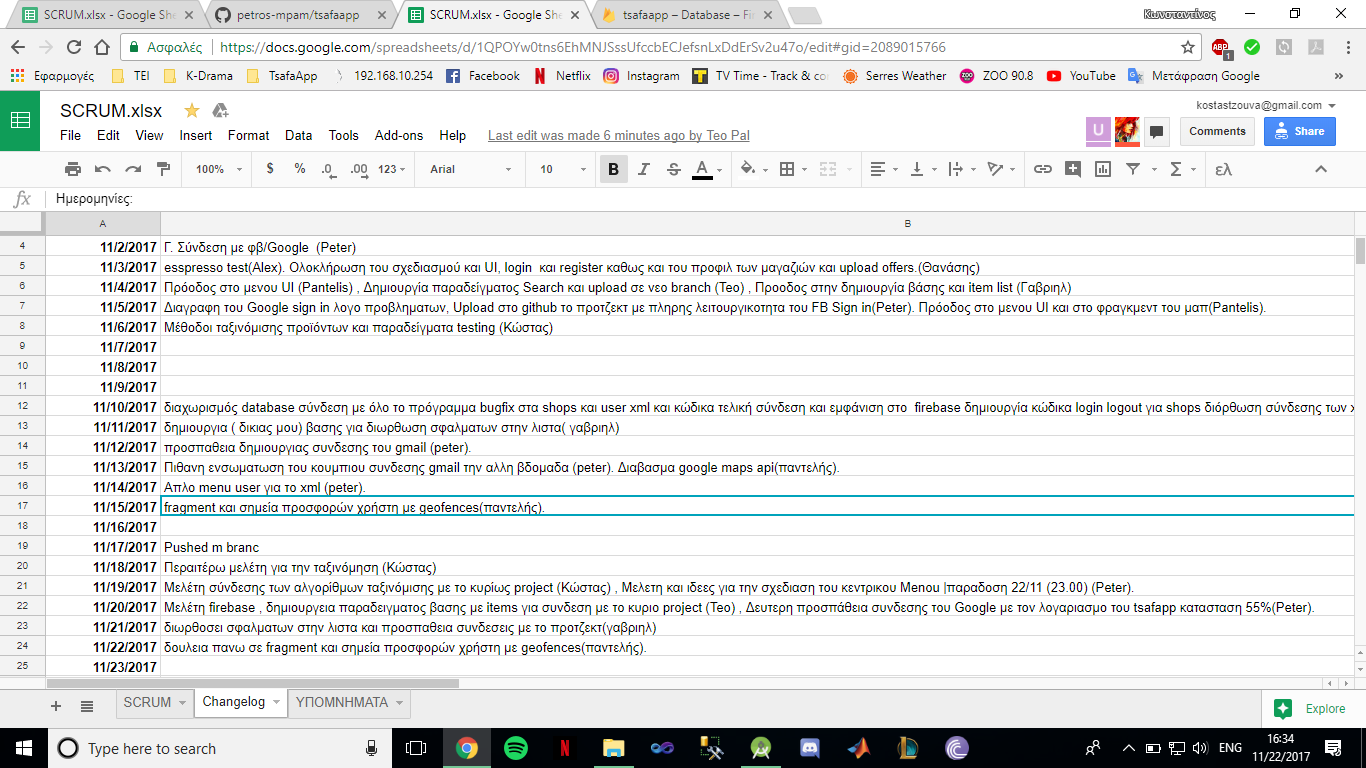 SCRUM.xlsx - Google She
petros-mpam/tsafaapp
SCRUM.xlsx - Google She
tsafaapp – Database – Fi
Κωνσταντίνος
Ασφαλές
https://docs.google.com/spreadsheets/d/1QPOYw0tm6EhMNJSssUfccbECJefsnLxDdErSv2u47o/edit#gid=2089015766
ABP
1
Εφαρμογές
TEI
K-Drama
TsafaApp
192.168.10.254
Facebook
Netflix
Instagram
TV Time - Track & co
Serres Weather
ZOO 90.8
YouTube
Μετάφραση Google
SCRUM.xlsx
kostastzouva@gmail.com
File Edit View Insert Format Data Tools Add-ons Help
Last edit was made 6 minutes ago by Teo Pal
U
Comments
Share
100% $ % .0 .00 123 Arial 10 B I S A Σ ελ
fx Ημερομηνίες:
A B
4 11/2/2017 Γ. Σύνδεση με φβ/Google (Peter)
5 11/3/2017 esspresso test(Alex). Ολοκλήρωση του σχεδιασμού και UI, login και register καθως και του προφιλ των μαγαζιών και upload offers.(Θανάσης)
6 11/4/2017 Πρόοδος στο μενου UI (Pantelis) , Δημιουργία παραδείγματος Search και upload σε νεο branch (Teo) , Προοδος στην δημιουργία βάσης και item list (Γαβριηλ)
7 11/5/2017 Διαγραφη του Google sign in λογο προβληματων, Upload στο github το προτζεκτ με πληρης λειτουργικοτητα του FB Sign in(Peter). Πρόοδος στο μενου UI και στο φραγκμεντ του μαπ(Pantelis).
8 11/6/2017 Μέθοδοι ταξινόμισης προϊόντων και παραδείγματα testing (Κώστας)
9 11/7/2017
10 11/8/2017
11 11/9/2017
12 11/10/2017 διαχωρισμός database σύνδεση με όλο το πρόγραμμα bugfix στα shops και user xml και κώδικα τελική σύνδεση και εμφάνιση στο firebase δημιουργία κώδικα login logout για shops διόρθωση σύνδεσης των x
13 11/11/2017 δημιουργια ( δικιας μου) βασης για διωρθωση σφαλματων στην λιστα( γαβριηλ)
14 11/12/2017 προσπαθεια δημιουργιας συνδεσης του gmail (peter).
15 11/13/2017 Πιθανη ενσωματωση του κουμπιου συνδεσης gmail την αλλη βδομαδα (peter). Διαβασμα google maps api(παντελής).
16 11/14/2017 Απλο menu user για το xml (peter).
17 11/15/2017 fragment και σημεία προσφορών χρήστη με geofences(παντελής).
18 11/16/2017
19 11/17/2017 Pushed m branc
20 11/18/2017 Περαιτέρω μελέτη για την ταξινόμηση (Κώστας)
21 11/19/2017 Μελέτη σύνδεσης των αλγορίθμων ταξινόμισης με το κυρίως project (Κώστας) , Μελετη και ιδεες για την σχεδιαση του κεντρικου Menou |παραδοση 22/11 (23.00) (Peter).
22 11/20/2017 Μελέτη firebase , δημιουργεια παραδειγματος βασης με items για συνδεση με το κυριο project (Teo) , Δευτερη προσπάθεια συνδεσης του Google με τον λογαριασμο του tsafapp κατασταση 55%(Peter).
23 11/21/2017 διωρθοσει σφαλματων στην λιστα και προσπαθεια συνδεσεις με το προτζεκτ(γαβριηλ)
24 11/22/2017 δουλεια πανω σε fragment και σημεία προσφορών χρήστη με geofences(παντελής).
25 11/23/2017
SCRUM
Changelog
ΥΠΟΜΝΗΜΑΤΑ
Explore
Type here to search
ENG
16:34
11/22/2017